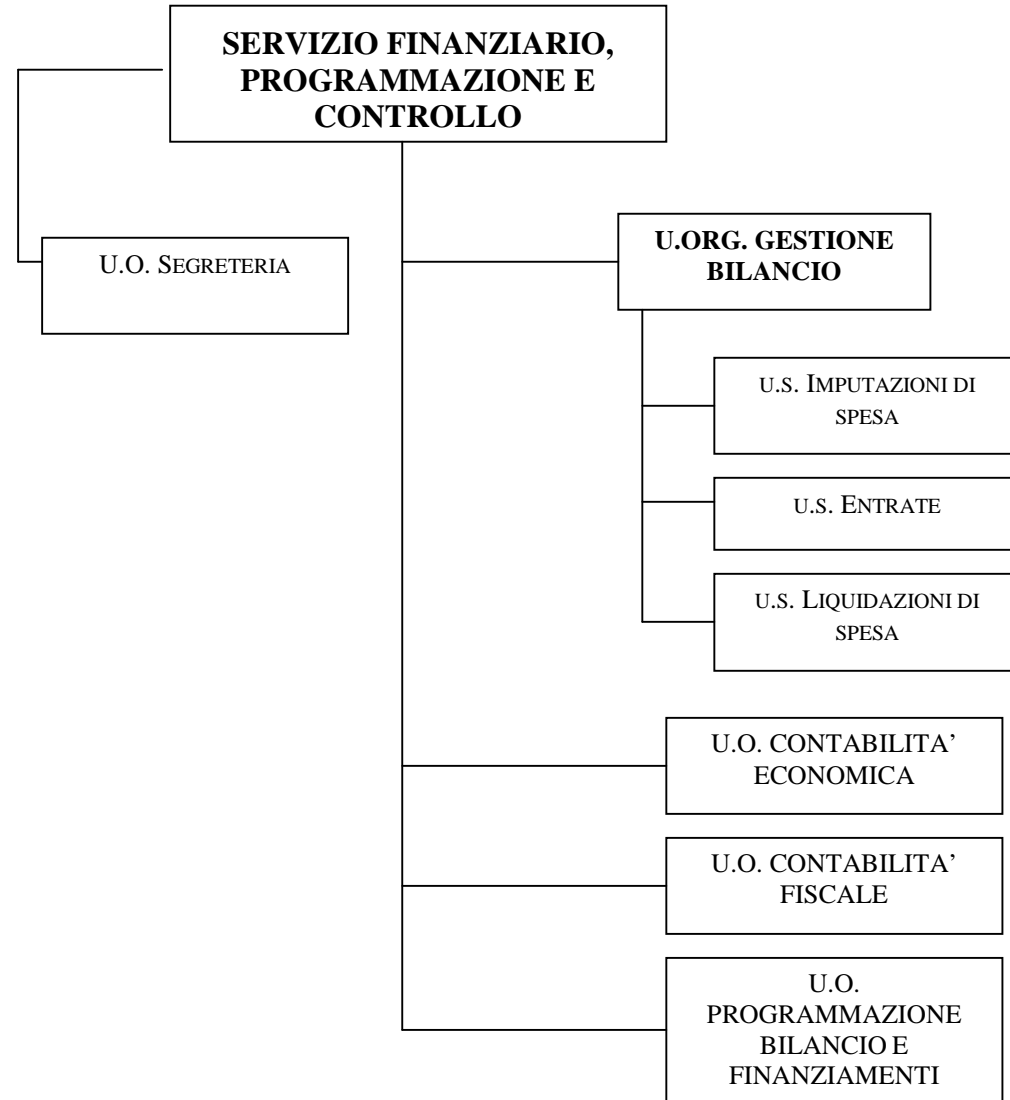 SERVIZIO FINANZIARIO,
PROGRAMMAZIONE E
CONTROLLO
U.O. SEGRETERIA
U.ORG. GESTIONE
BILANCIO
U.S. IMPUTAZIONI DI
SPESA
U.S. ENTRATE
U.S. LIQUIDAZIONI DI
SPESA
U.O. CONTABILITA’
ECONOMICA
U.O. CONTABILITA’
FISCALE
U.O.
PROGRAMMAZIONE
BILANCIO E
FINANZIAMENTI